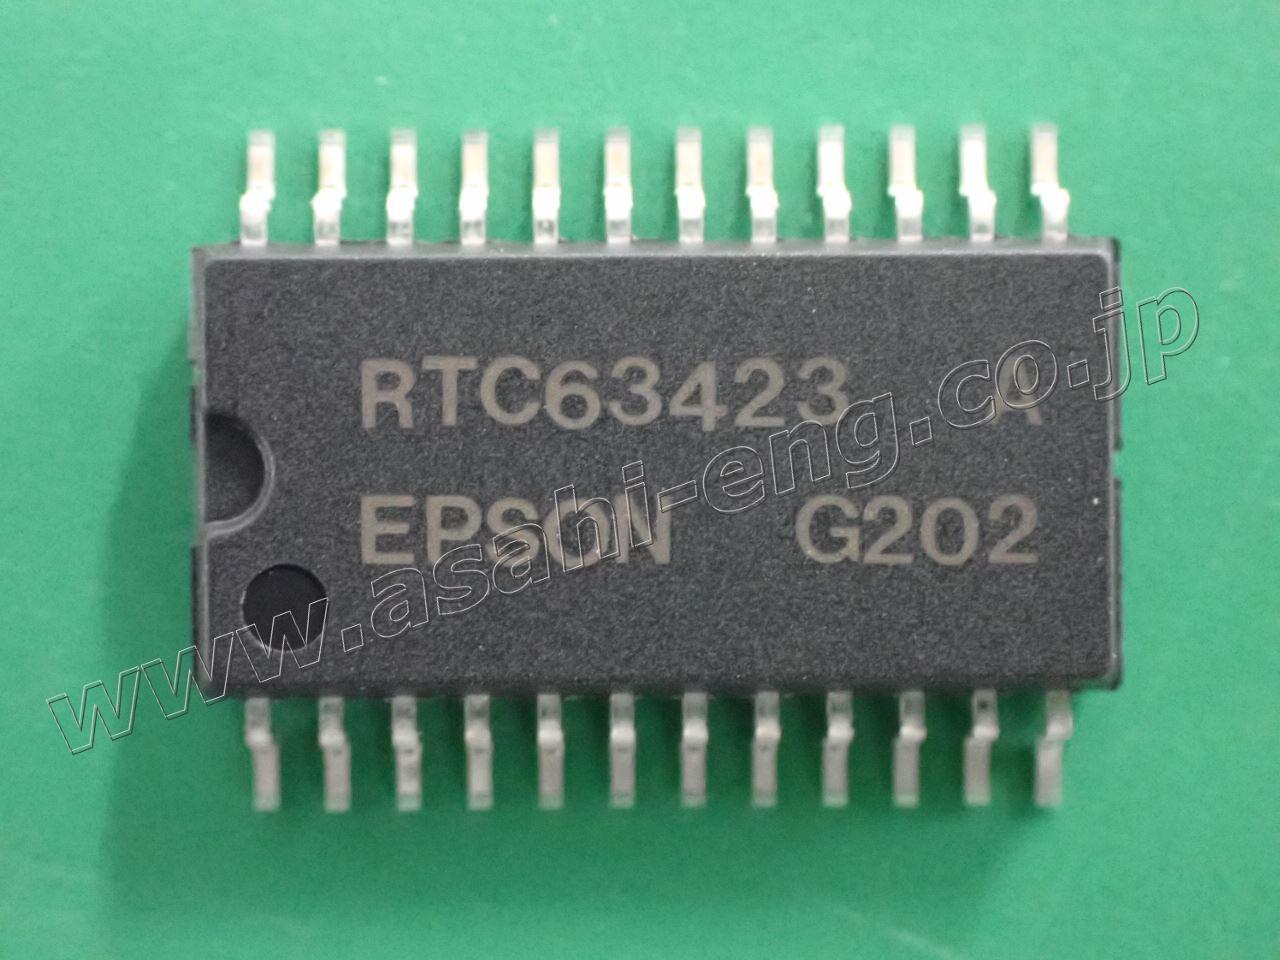 RTC63423 A
EPSON G202
www.asahi-eng.co.jp